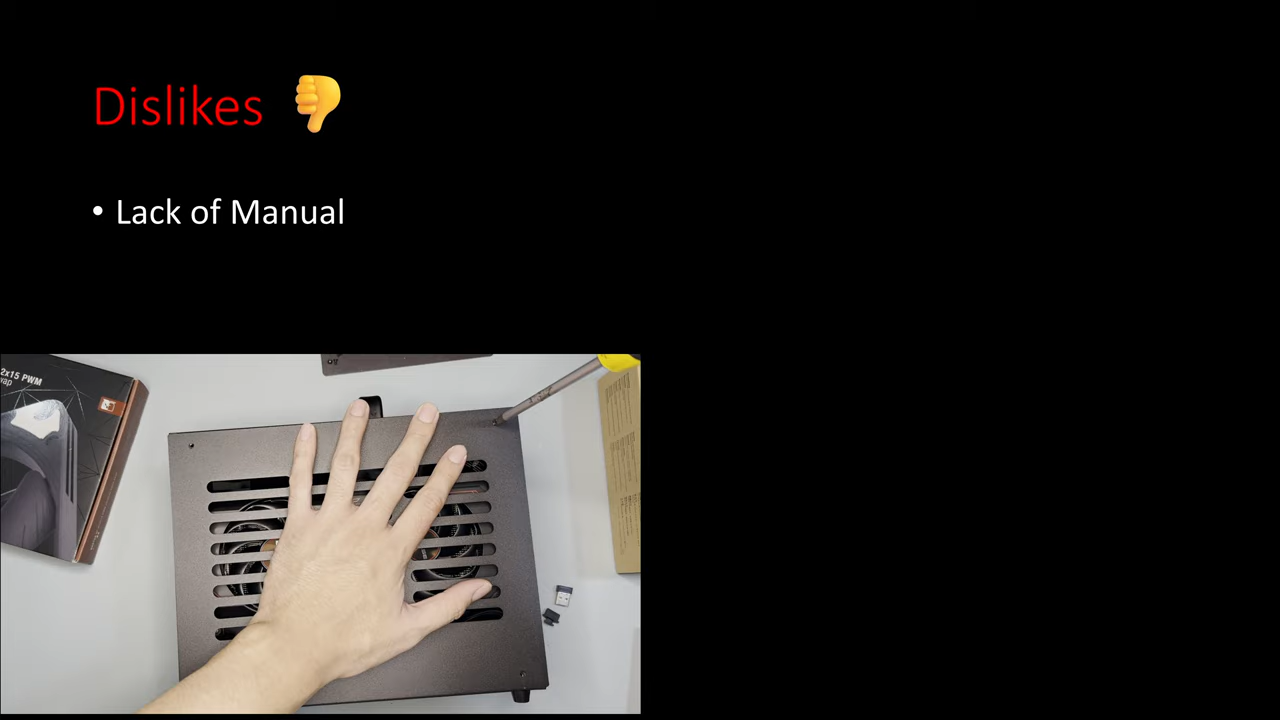 Dislikes 👎
• Lack of Manual
2x15 PWM